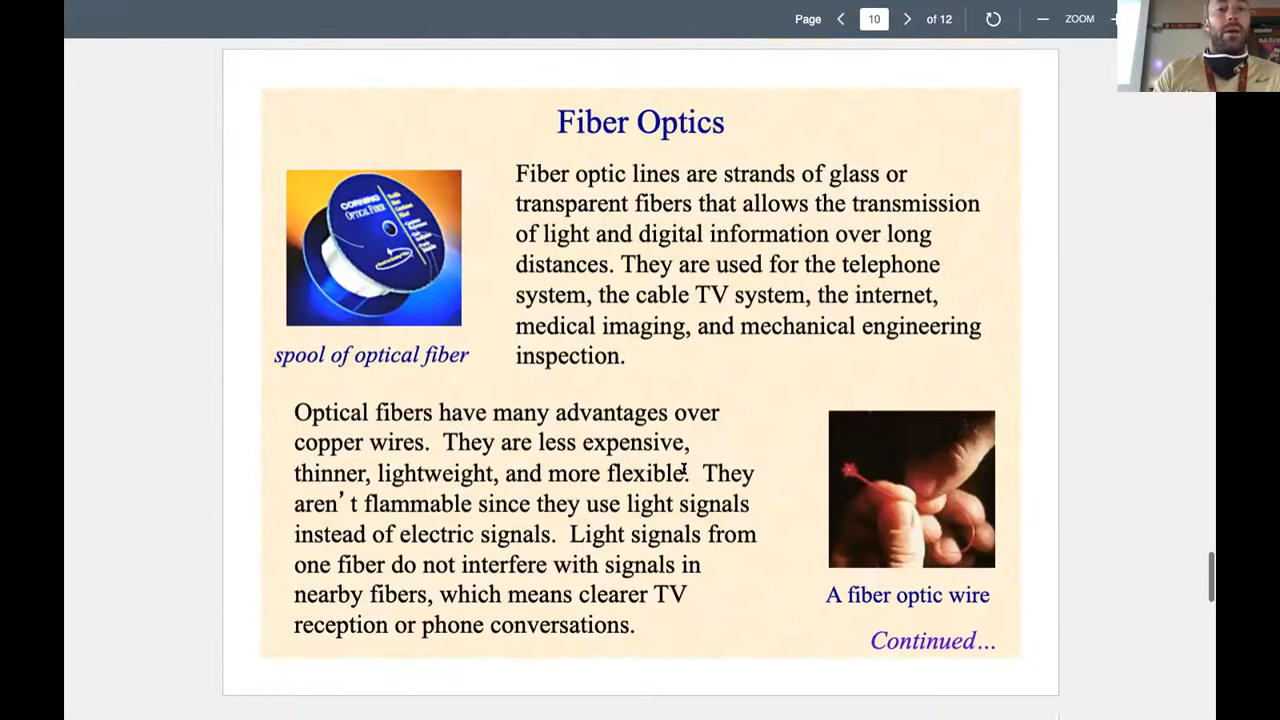 Page
10
of 12
ZOOM
Fiber Optics
Fiber optic lines are strands of glass or
transparent fibers that allows the transmission
of light and digital information over long
distances. They are used for the telephone
system, the cable TV system, the internet,
medical imaging, and mechanical engineering
inspection.
CORNING
OPTICAL FIBER
spool of optical fiber
Optical fibers have many advantages over
copper wires.  They are less expensive,
thinner, lightweight, and more flexible.  They
aren’t flammable since they use light signals
instead of electric signals.  Light signals from
one fiber do not interfere with signals in
nearby fibers, which means clearer TV
reception or phone conversations.
A fiber optic wire
Continued…